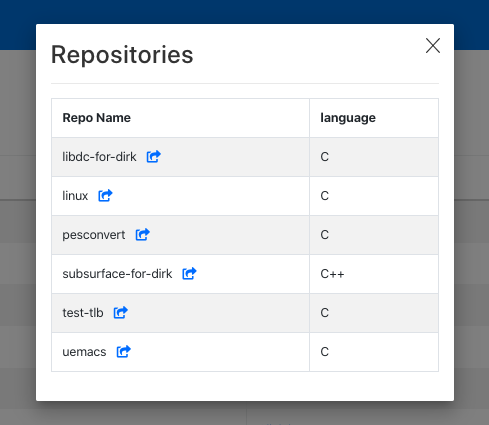 Repositories
Repo Name language
libdc-for-dirk C
linux C
pesconvert C
subsurface-for-dirk C++
test-tlb C
uemacs C